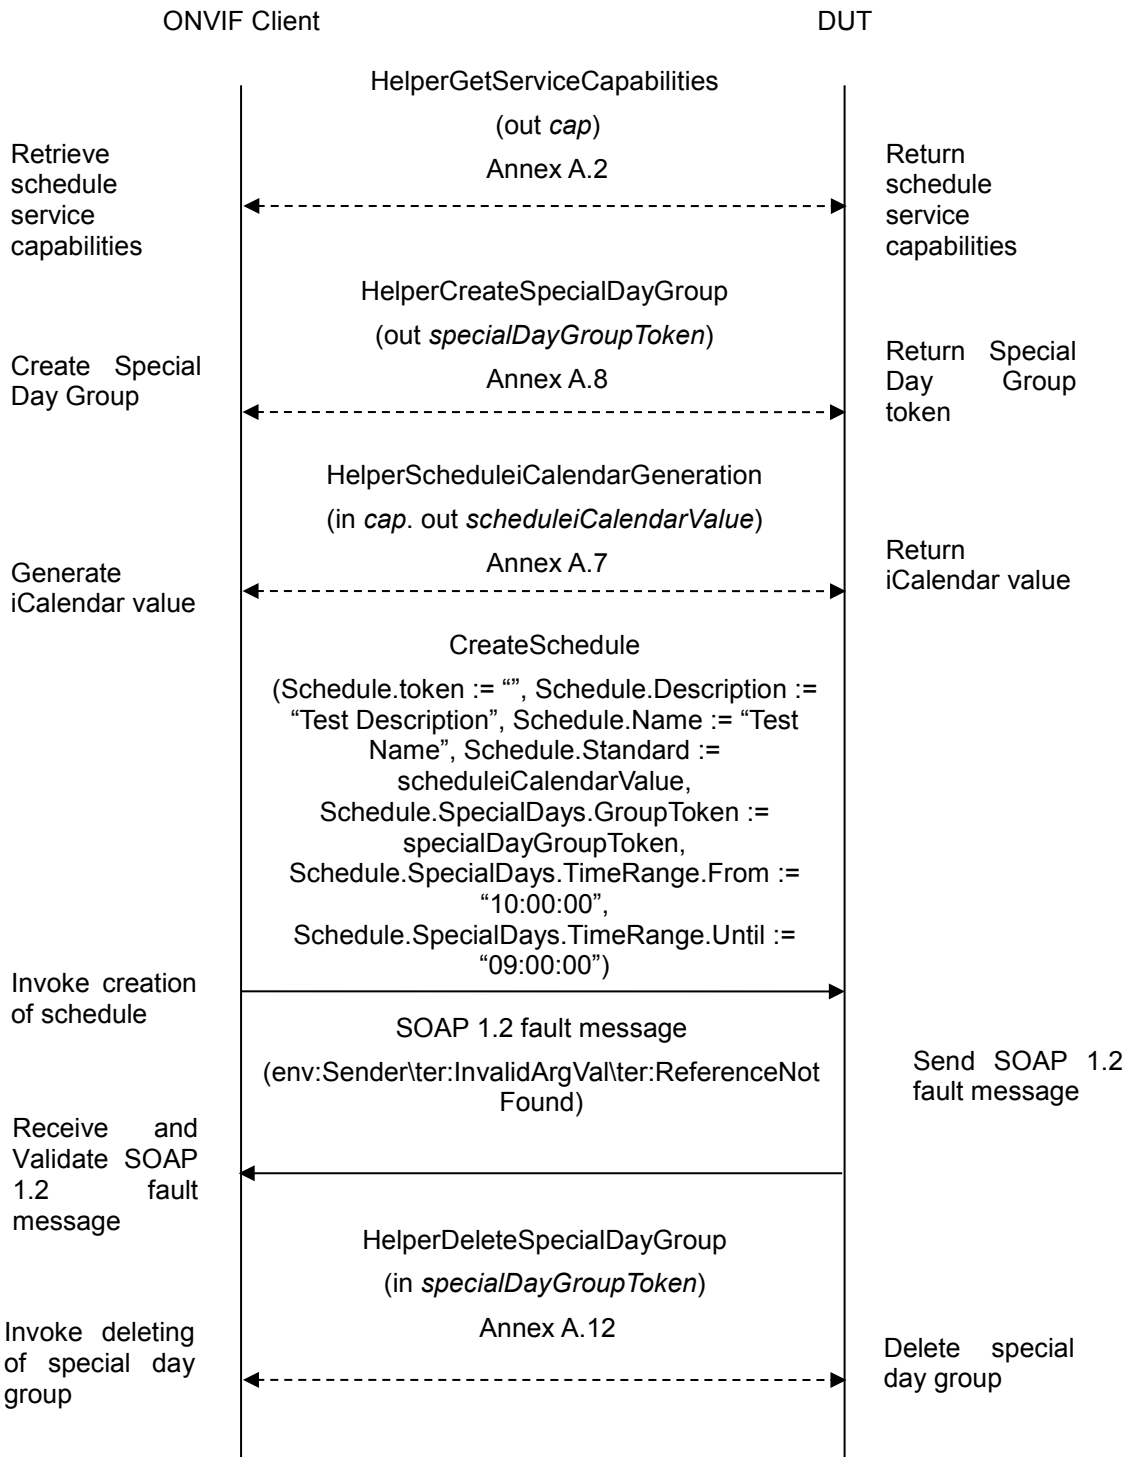 ONVIF Client
DUT
HelperGetServiceCapabilities
(out cap)
Annex A.2
Retrieve
schedule
service
capabilities
Return
schedule
service
capabilities
HelperCreateSpecialDayGroup
(out specialDayGroupToken)
Annex A.8
Create Special
Day Group
Return Special
Day Group
token
HelperScheduleiCalendarGeneration
(in cap. out scheduleiCalendarValue)
Annex A.7
Generate
iCalendar value
Return
iCalendar value
CreateSchedule
(Schedule.token := “”, Schedule.Description :=
“Test Description”, Schedule.Name := “Test
Name”, Schedule.Standard :=
scheduleiCalendarValue,
Schedule.SpecialDays.GroupToken :=
specialDayGroupToken,
Schedule.SpecialDays.TimeRange.From :=
“10:00:00”,
Schedule.SpecialDays.TimeRange.Until :=
“09:00:00”)
Invoke creation
of schedule
SOAP 1.2 fault message
(env:Sender\ter:InvalidArgVal\ter:ReferenceNot
Found)
Send SOAP 1.2
fault message
Receive and
Validate SOAP
1.2 fault
message
HelperDeleteSpecialDayGroup
(in specialDayGroupToken)
Annex A.12
Invoke deleting
of special day
group
Delete special
day group